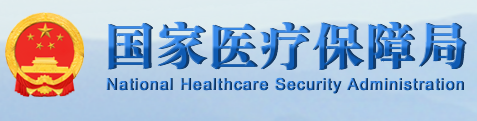 国家医疗保障局
National Healthcare Security Administration